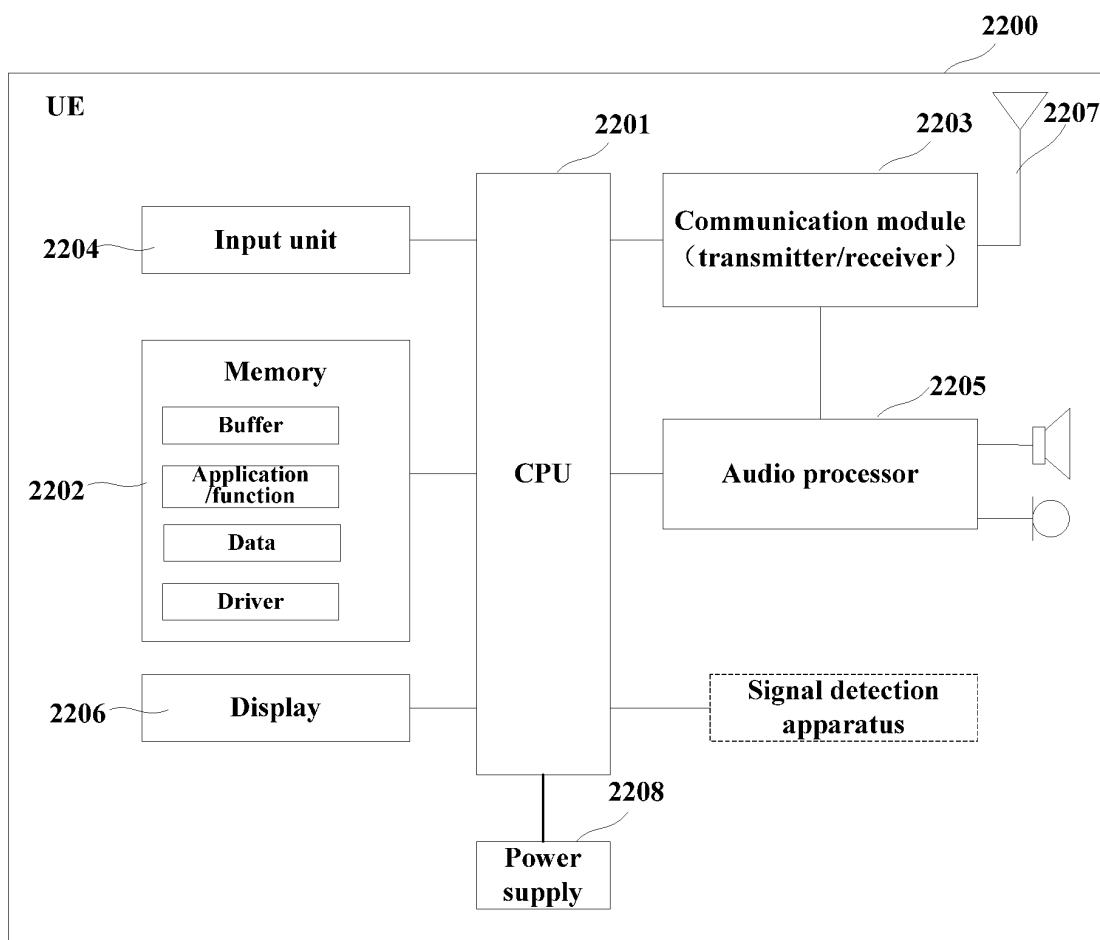 2200
UE
2201
2203
2207
2204
Input unit
Communication module
（transmitter/receiver）
Memory
Buffer
Application
/function
Data
Driver
2202
CPU
2205
Audio processor
2206
Display
Signal detection
apparatus
2208
Power
supply